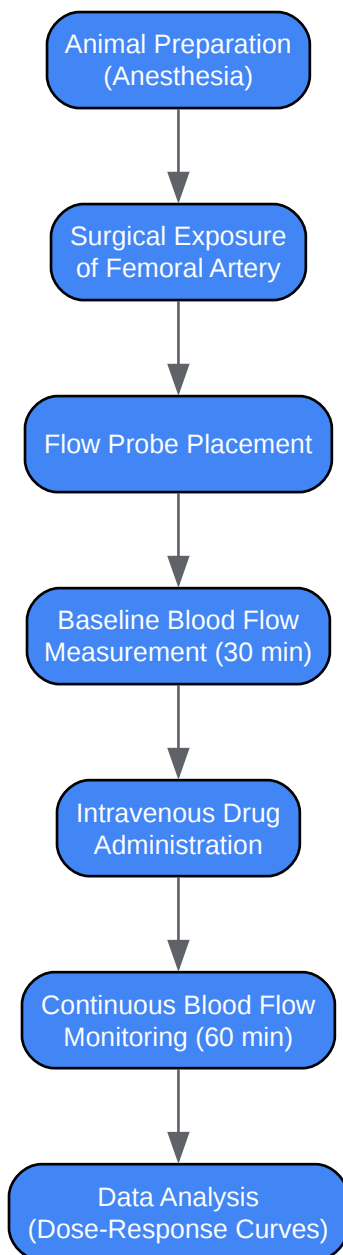 Animal Preparation
(Anesthesia)
Surgical Exposure
of Femoral Artery
Flow Probe Placement
Baseline Blood Flow
Measurement (30 min)
Intravenous Drug
Administration
Continuous Blood Flow
Monitoring (60 min)
Data Analysis
(Dose-Response Curves)